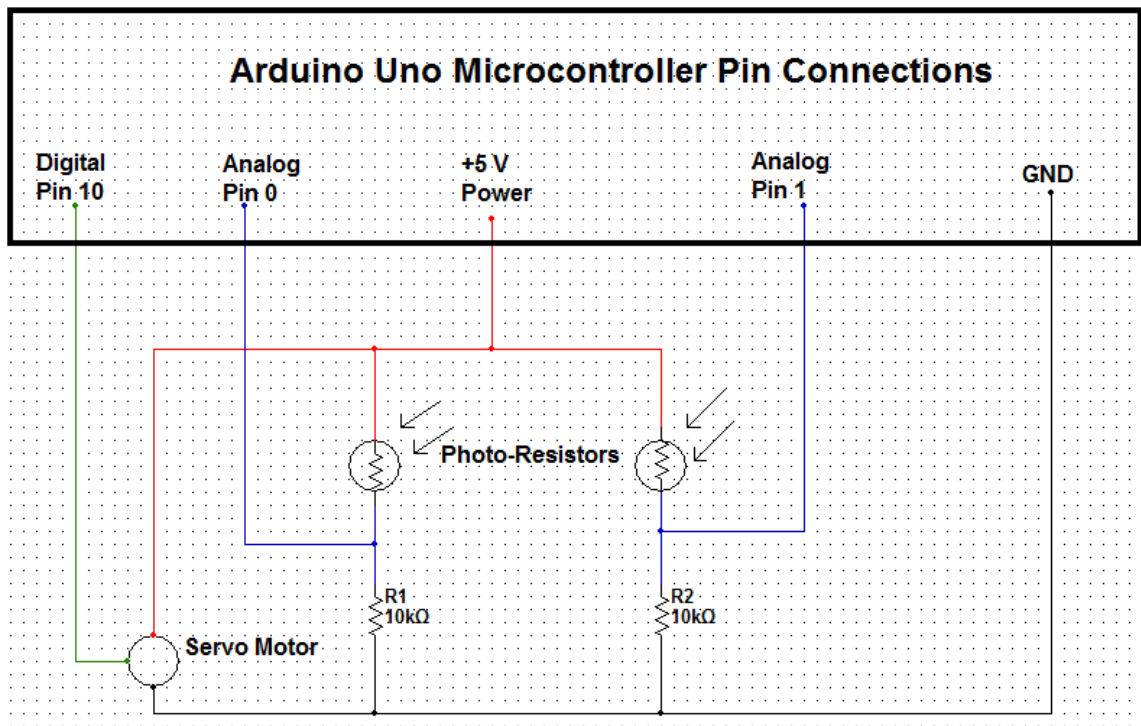 Arduino Uno Microcontroller Pin Connections
Digital
Pin 10
Analog
Pin 0
+5 V
Power
Analog
Pin 1
GND
Photo-Resistors
R1
10kΩ
R2
10kΩ
Servo Motor